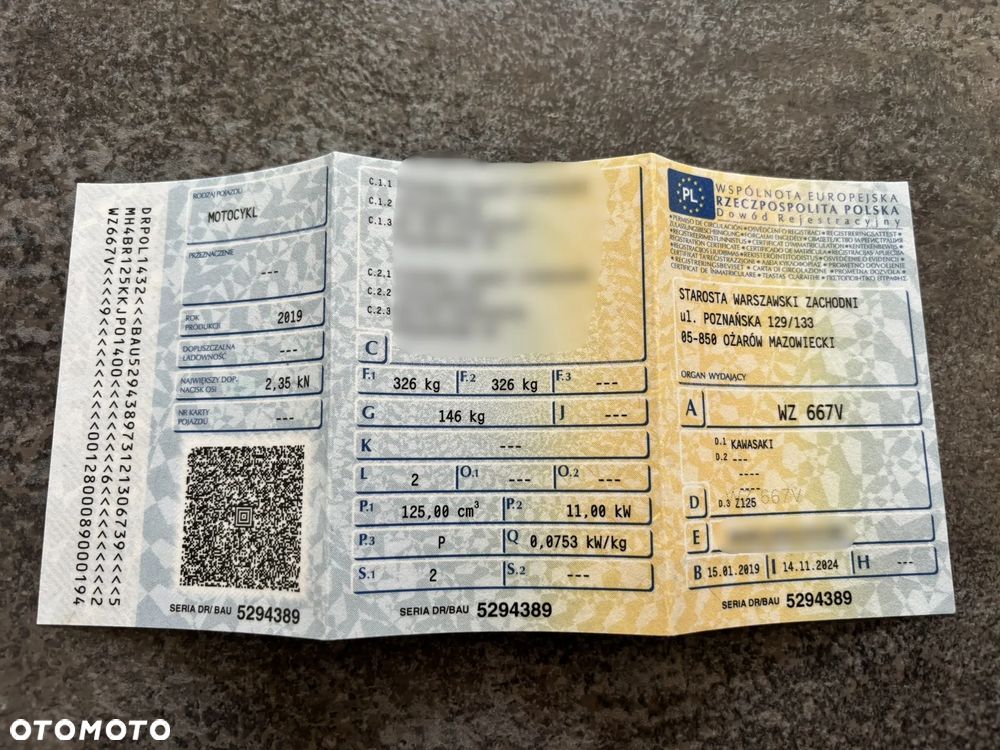 DRPOL1432<<BAU5294389731213067​39<<<<5
MH4BR125KKJP01400<<<<<<<<6<<<<<<<2
WZ667V<<<9<<<<<<<<<<<<001280008900​0194
RODZAJ POJAZDU
MOTOCYKL
PRZEZNACZENIE
---
ROK PRODUKCJI 2019
DOPUSZCZALNA ŁADOWNOŚĆ ---
NAJWIĘKSZY DOP. NACISK OSI 2,35 kN
NR KARTY POJAZDU ---
SERIA DR/BAU 5294389
C.1.1
C.1.2
C.1.3
C.2.1
C.2.2
C.2.3
C
F.1 326 kg F.2 326 kg F.3 ---
G 146 kg J ---
K ---
L 2 O.1 --- O.2 ---
P.1 125,00 cm³ P.2 11,00 kW
P.3 P Q 0,0753 kW/kg
S.1 2 S.2 ---
SERIA DR/BAU 5294389
PL
WSPÓLNOTA EUROPEJSKA
RZECZPOSPOLITA POLSKA
Dowód Rejestracyjny
STAROSTA WARSZAWSKI ZACHODNI
ul. POZNAŃSKA 129/133
05-850 OŻARÓW MAZOWIECKI
ORGAN WYDAJĄCY
A WZ 667V
D.1 KAWASAKI
D.2 ---
----
----
D D.3 Z125
E
B 15.01.2019 I 14.11.2024 H ---
SERIA DR/BAU 5294389
OTOMOTO